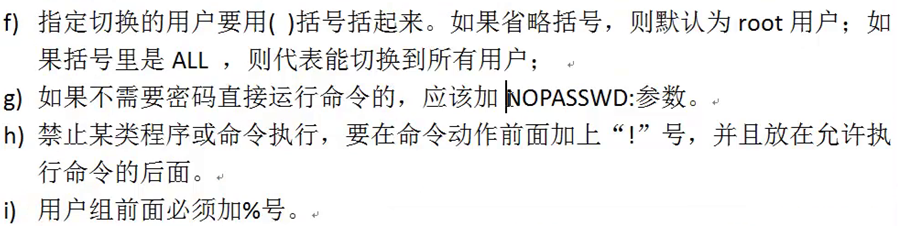 f) 指定切换的用户要用( )括号括起来。如果省略括号，则默认为 root 用户；如
果括号里是 ALL ，则代表能切换到所有用户；
g) 如果不需要密码直接运行命令的，应该加 NOPASSWD:参数。
h) 禁止某类程序或命令执行，要在命令动作前面加上“!”号，并且放在允许执
行命令的后面。
i) 用户组前面必须加%号。